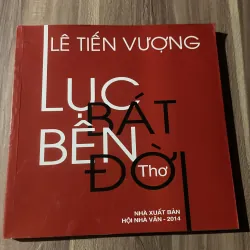 LÊ TIẾN VƯỢNG
LỤC
BÁT
BÊN
ĐỜI
Thơ
NHÀ XUẤT BẢN
HỘI NHÀ VĂN - 2014